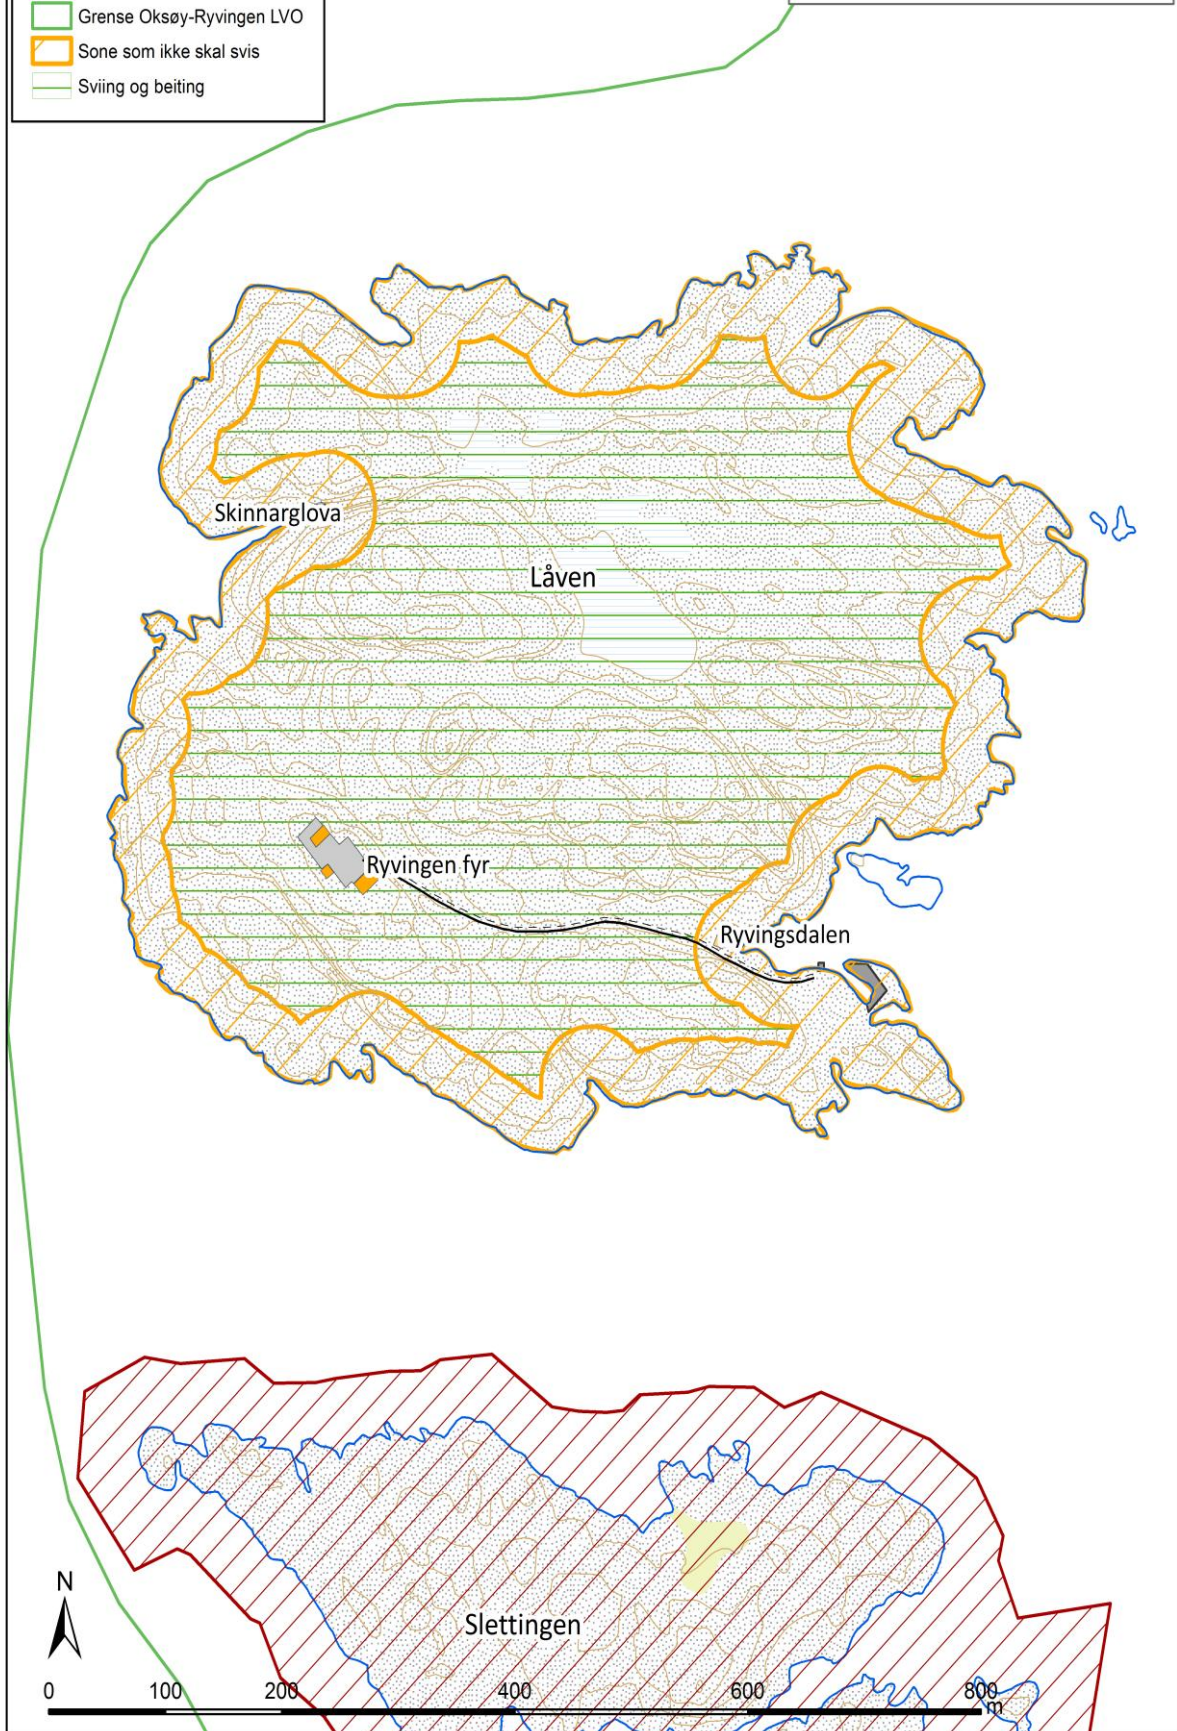 Grense Oksøy-Ryvingen LVO
Sone som ikke skal svis
Sviing og beiting
Skinnarglova
Låven
Ryvingen fyr
Ryvingsdalen
Slettingen
N
0 100 200 400 600 800
m